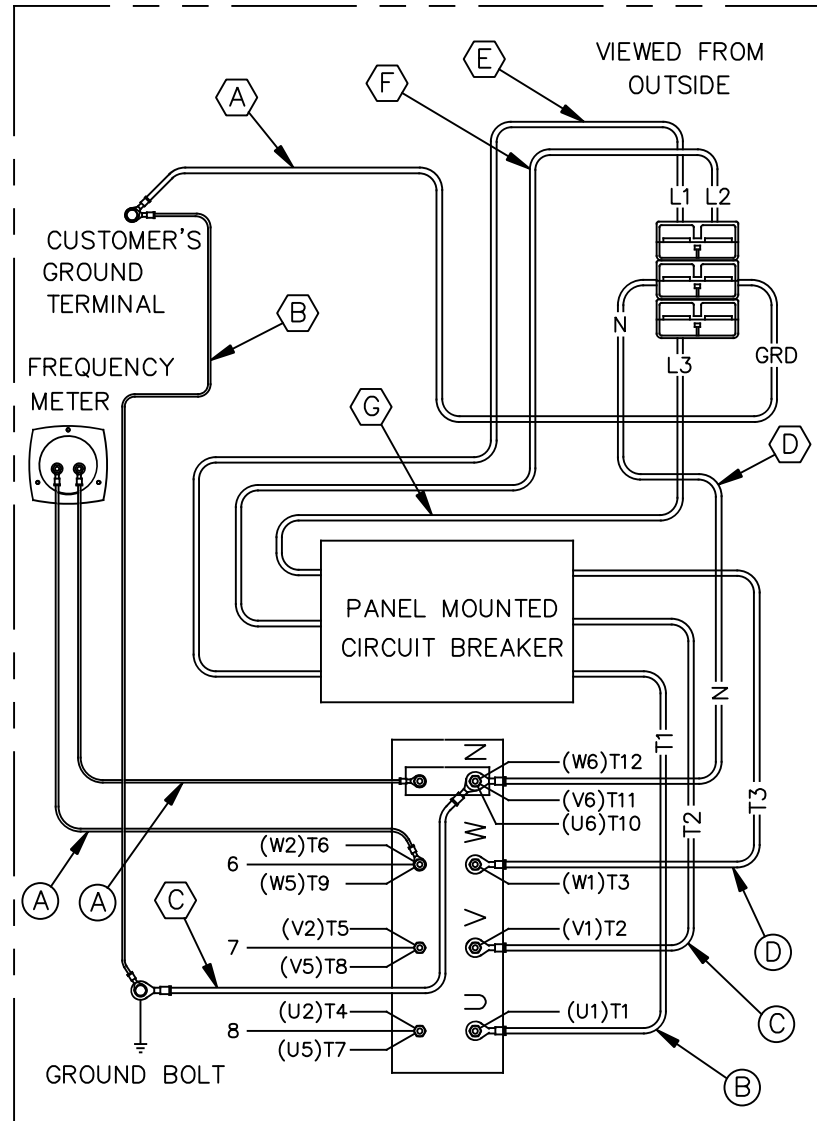 VIEWED FROM
OUTSIDE
E
F
A
L1 L2
CUSTOMER'S
GROUND
TERMINAL
B
N
GRD
L3
FREQUENCY
METER
G
D
PANEL MOUNTED
CIRCUIT BREAKER
N
T1
T2
T3
N
(W6)T12
(V6)T11
(U6)T10
W
(W2)T6
6
(W5)T9
(W1)T3
A
A
C
D
V
(V2)T5
7
(V5)T8
(V1)T2
C
U
(U2)T4
8
(U5)T7
(U1)T1
B
GROUND BOLT